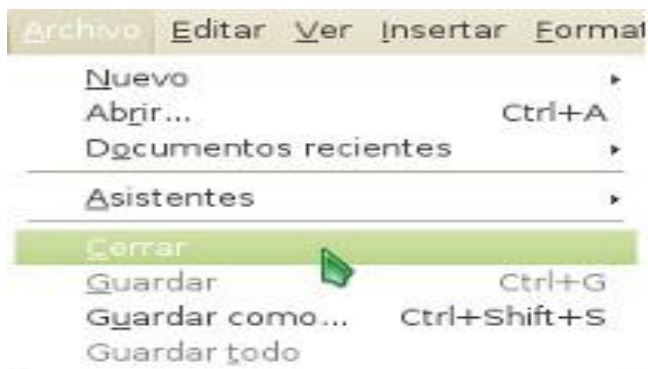 Archivo Editar Ver Insertar Format
Nuevo
Abrir... Ctrl+A
Documentos recientes
Asistentes
Cerrar
Guardar Ctrl+G
Guardar como... Ctrl+Shift+S
Guardar todo